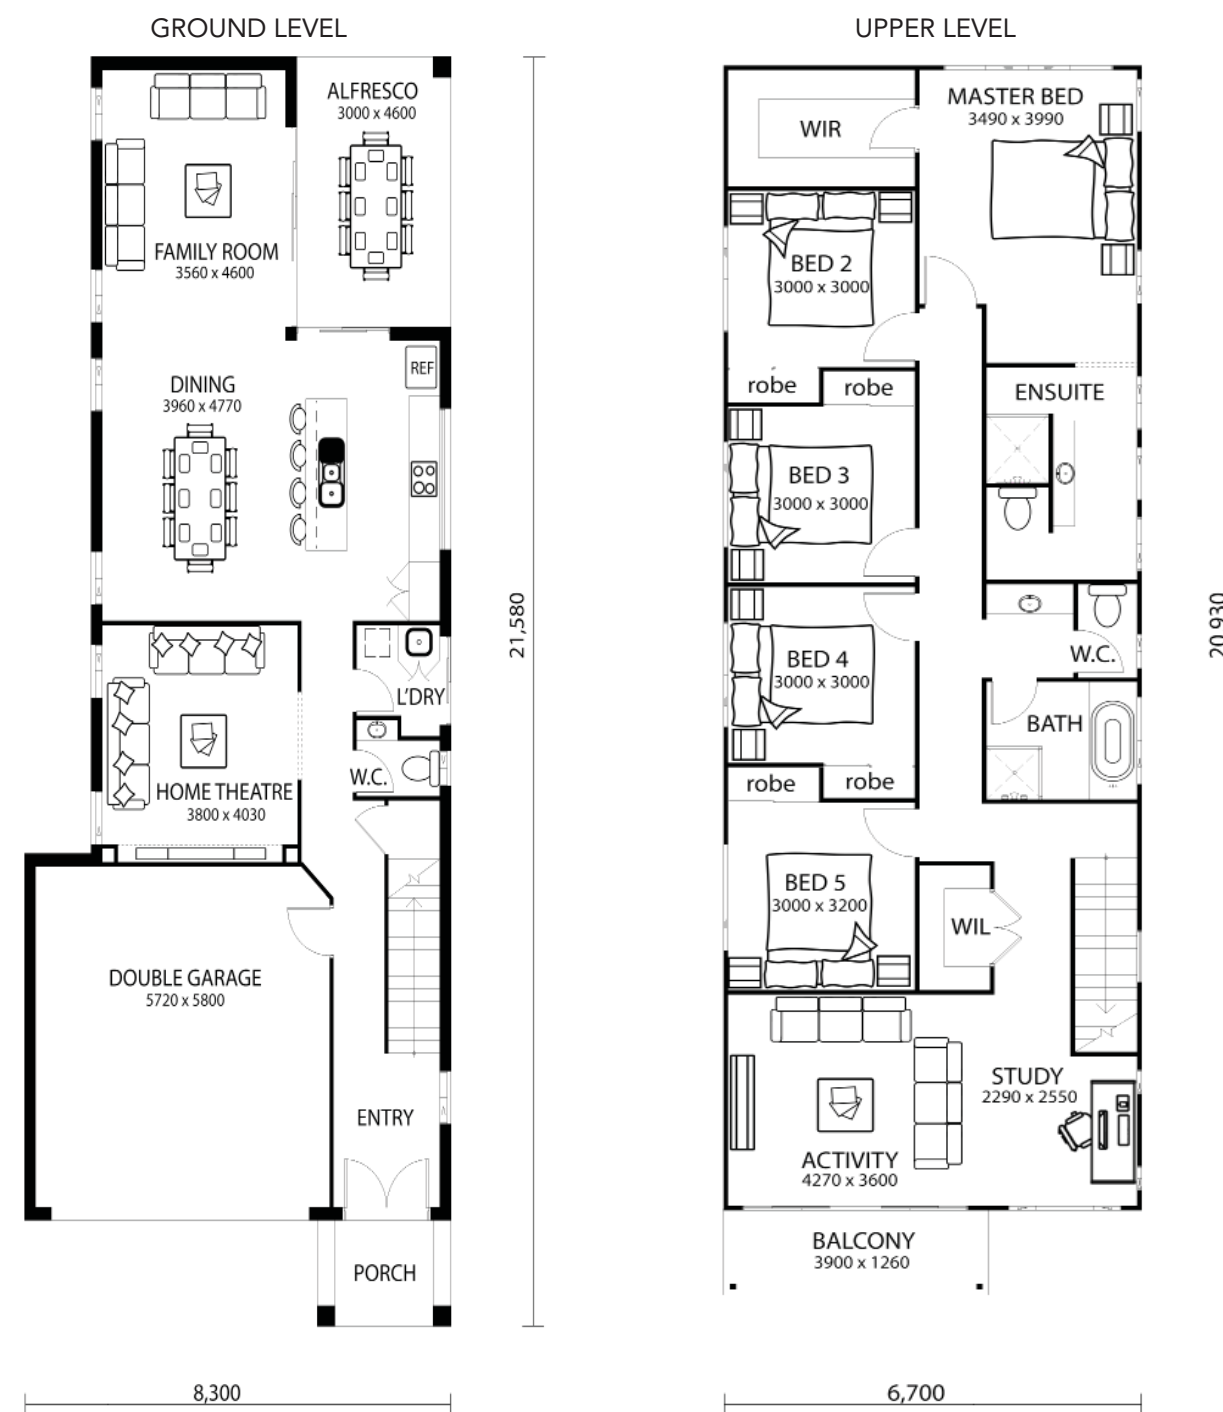 GROUND LEVEL
ALFRESCO
3000 x 4600
FAMILY ROOM
3560 x 4600
REF
DINING
3960 x 4770
L'DRY
W.C.
HOME THEATRE
3800 x 4030
DOUBLE GARAGE
5720 x 5800
ENTRY
PORCH
21,580
8,300
UPPER LEVEL
MASTER BED
3490 x 3990
WIR
BED 2
3000 x 3000
robe
robe
ENSUITE
BED 3
3000 x 3000
W.C.
BED 4
3000 x 3000
BATH
robe
robe
BED 5
3000 x 3200
WIL
STUDY
2290 x 2550
ACTIVITY
4270 x 3600
BALCONY
3900 x 1260
20,930
6,700